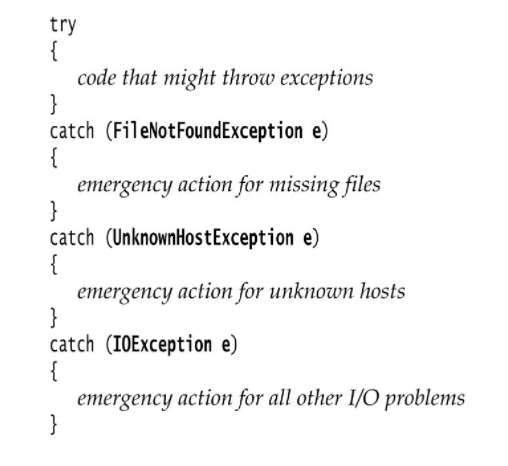 try
{
code that might throw exceptions
}
catch (FileNotFoundException e)
{
emergency action for missing files
}
catch (UnknownHostException e)
{
emergency action for unknown hosts
}
catch (IOException e)
{
emergency action for all other I/O problems
}